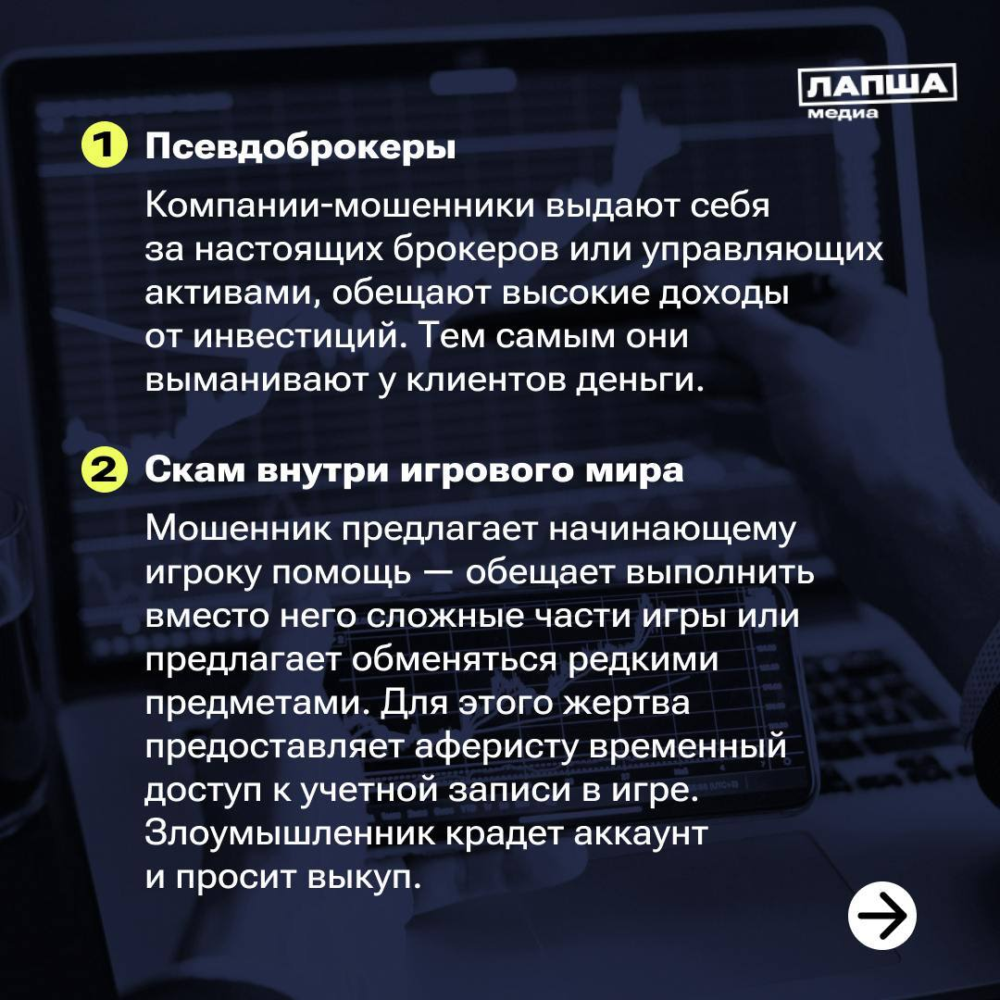 ЛАПША
медиа
1 Псевдоброкеры
Компании-мошенники выдают себя
за настоящих брокеров или управляющих
активами, обещают высокие доходы
от инвестиций. Тем самым они
выманивают у клиентов деньги.
2 Скам внутри игрового мира
Мошенник предлагает начинающему
игроку помощь — обещает выполнить
вместо него сложные части игры или
предлагает обменяться редкими
предметами. Для этого жертва
предоставляет аферисту временный
доступ к учетной записи в игре.
Злоумышленник крадет аккаунт
и просит выкуп.